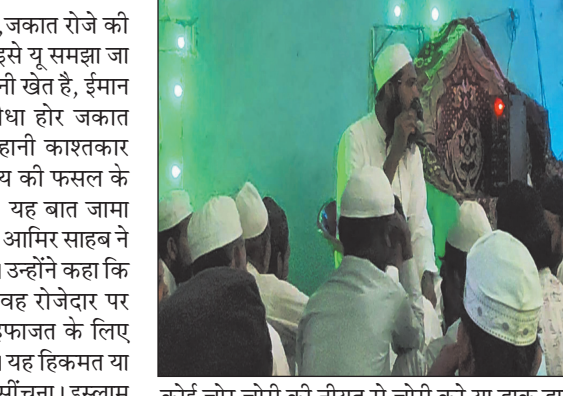 ,जकात रोजे की
इसे यू समझा जा
नी खेत है, ईमान
धा होर जकात
हानी काश्तकार
य की फसल के
यह बात जामा
आमिर साहब ने
। उन्होंने कहा कि
वह रोजेदार पर
फाजत के लिए
। यह हिकमत या
सींचना। इस्लाम